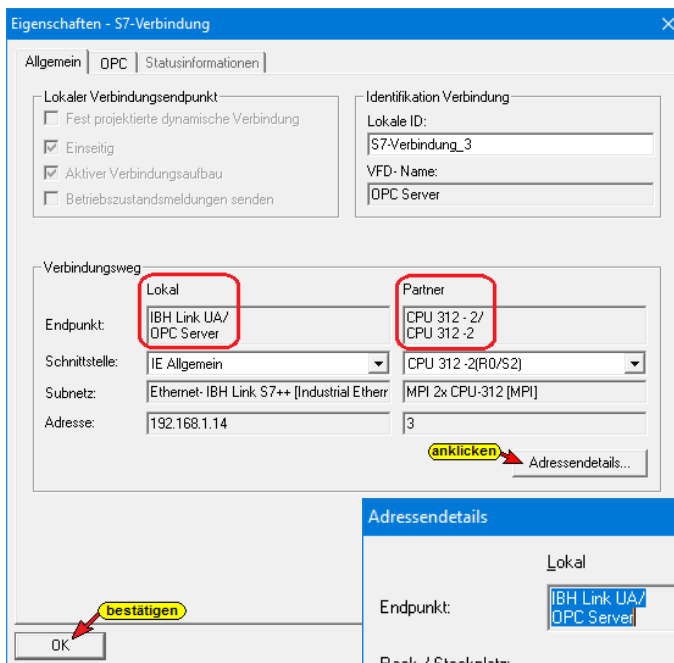 Eigenschaften - S7-Verbindung
Allgemein OPC Statusinformationen
Lokaler Verbindungsendpunkt
Fest projektierte dynamische Verbindung
Einseitig
Aktiver Verbindungsaufbau
Betriebszustandsmeldungen senden
Identifikation Verbindung
Lokale ID:
S7-Verbindung_3
VFD- Name:
OPC Server
Verbindungsweg
Lokal Partner
Endpunkt: IBH Link UA/ CPU 312 - 2/
OPC Server CPU 312 -2
Schnittstelle: IE Allgemein CPU 312 -2(R0/S2)
Subnetz: Ethernet- IBH Link S7++ [Industrial Etherr MPI 2x CPU-312 [MPI]
Adresse: 192.168.1.14 3
anklicken Adressendetails...
bestätigen
OK
Adressendetails
Lokal
Endpunkt: IBH Link UA/
OPC Server